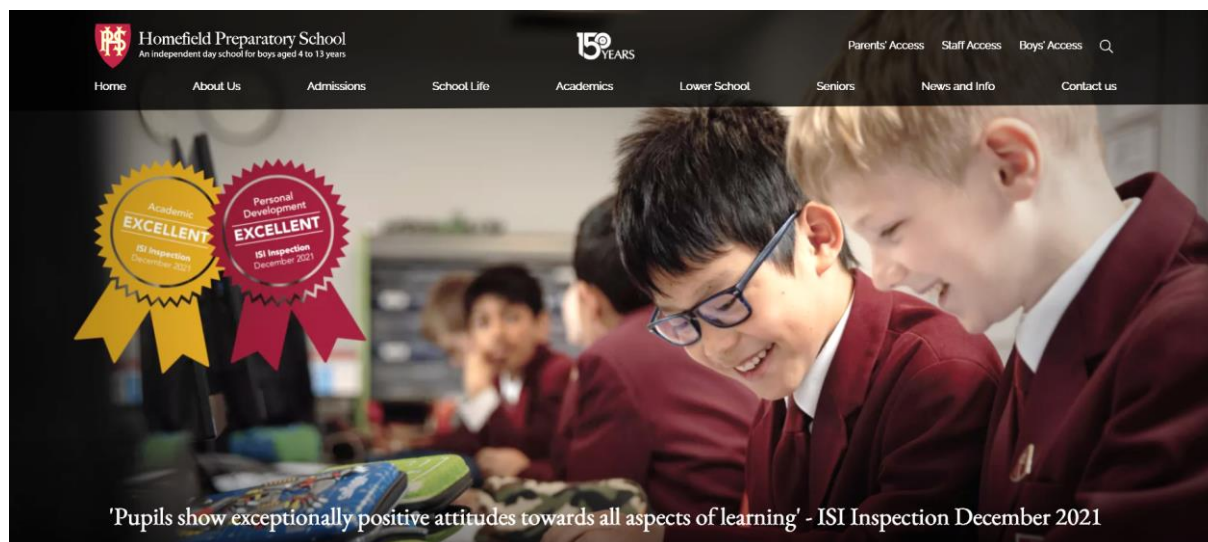 Homefield Preparatory School
An independent day school for boys aged 4 to 13 years
150 YEARS
Parents' Access Staff Access Boys' Access
Home About Us Admissions School Life Academics Lower School Seniors News and Info Contact us
Academic
EXCELLENT
ISI Inspection
December 2021
Personal
Development
EXCELLENT
ISI Inspection
December 2021
'Pupils show exceptionally positive attitudes towards all aspects of learning' - ISI Inspection December 2021